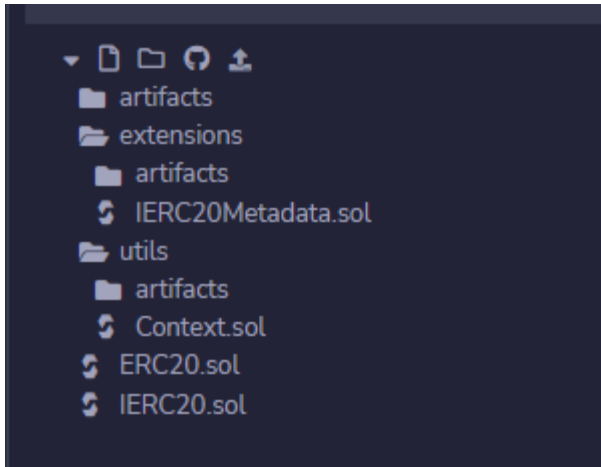 artifacts
extensions
artifacts
IERC20Metadata.sol
utils
artifacts
Context.sol
ERC20.sol
IERC20.sol